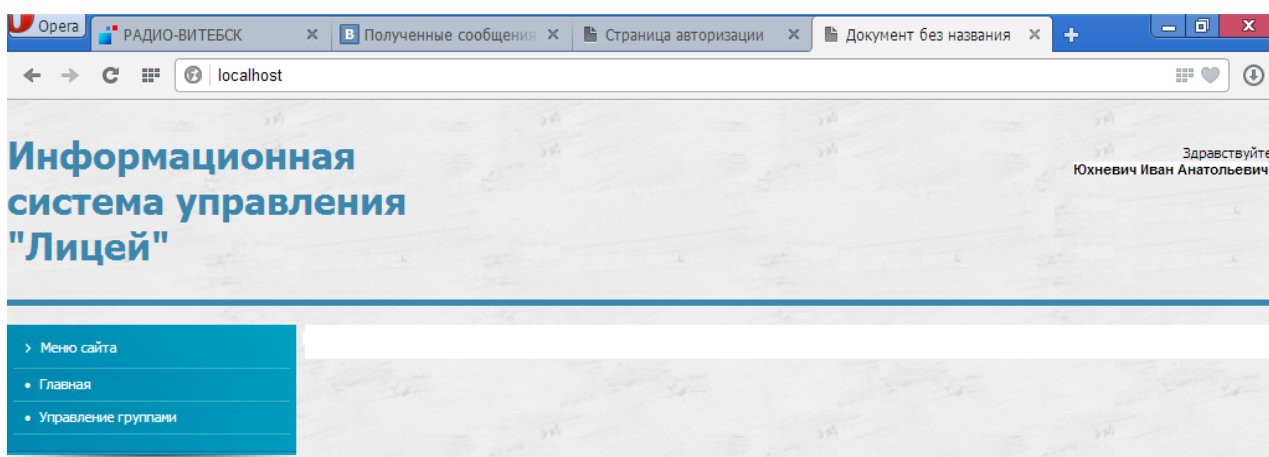 Opera
РАДИО-ВИТЕБСК
В Полученные сообщения
Страница авторизации
Документ без названия
localhost
Информационная
система управления
"Лицей"
Здравствуйте
Юхневич Иван Анатольевич
Меню сайта
Главная
Управление группами